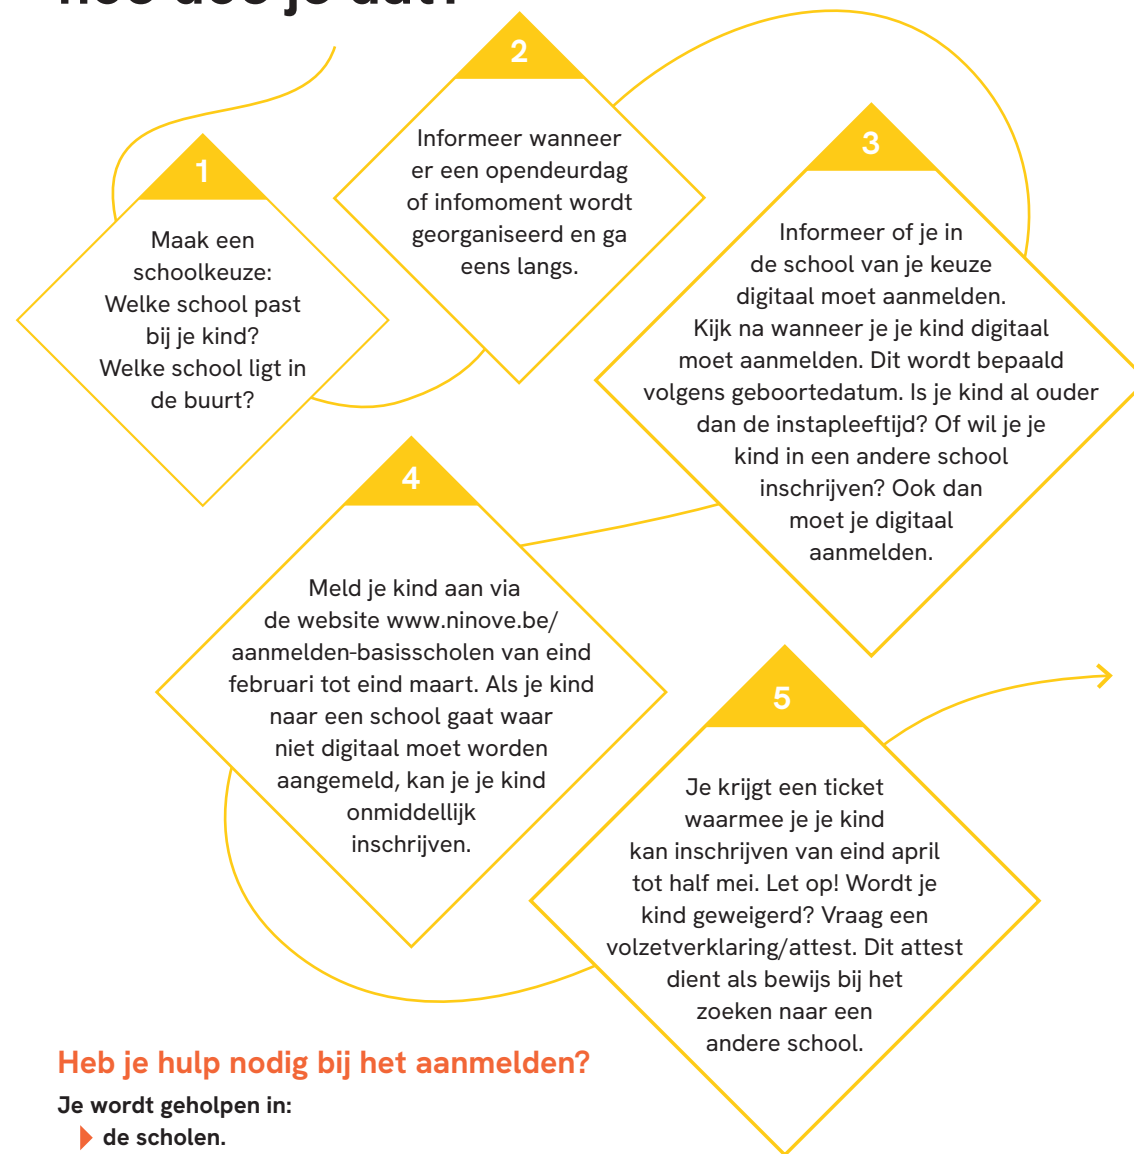 hoe doe je dat?
1
Maak een
schoolkeuze:
Welke school past
bij je kind?
Welke school ligt in
de buurt?
2
Informeer wanneer
er een opendeurdag
of infomoment wordt
georganiseerd en ga
eens langs.
3
Informeer of je in
de school van je keuze
digitaal moet aanmelden.
Kijk na wanneer je je kind digitaal
moet aanmelden. Dit wordt bepaald
volgens geboortedatum. Is je kind al ouder
dan de instapleeftijd? Of wil je je
kind in een andere school
inschrijven? Ook dan
moet je digitaal
aanmelden.
4
Meld je kind aan via
de website www.ninove.be/
aanmelden-basisscholen van eind
februari tot eind maart. Als je kind
naar een school gaat waar
niet digitaal moet worden
aangemeld, kan je je kind
onmiddellijk
inschrijven.
5
Je krijgt een ticket
waarmee je je kind
kan inschrijven van eind april
tot half mei. Let op! Wordt je
kind geweigerd? Vraag een
volzetverklaring/attest. Dit attest
dient als bewijs bij het
zoeken naar een
andere school.
Heb je hulp nodig bij het aanmelden?
Je wordt geholpen in:
de scholen.